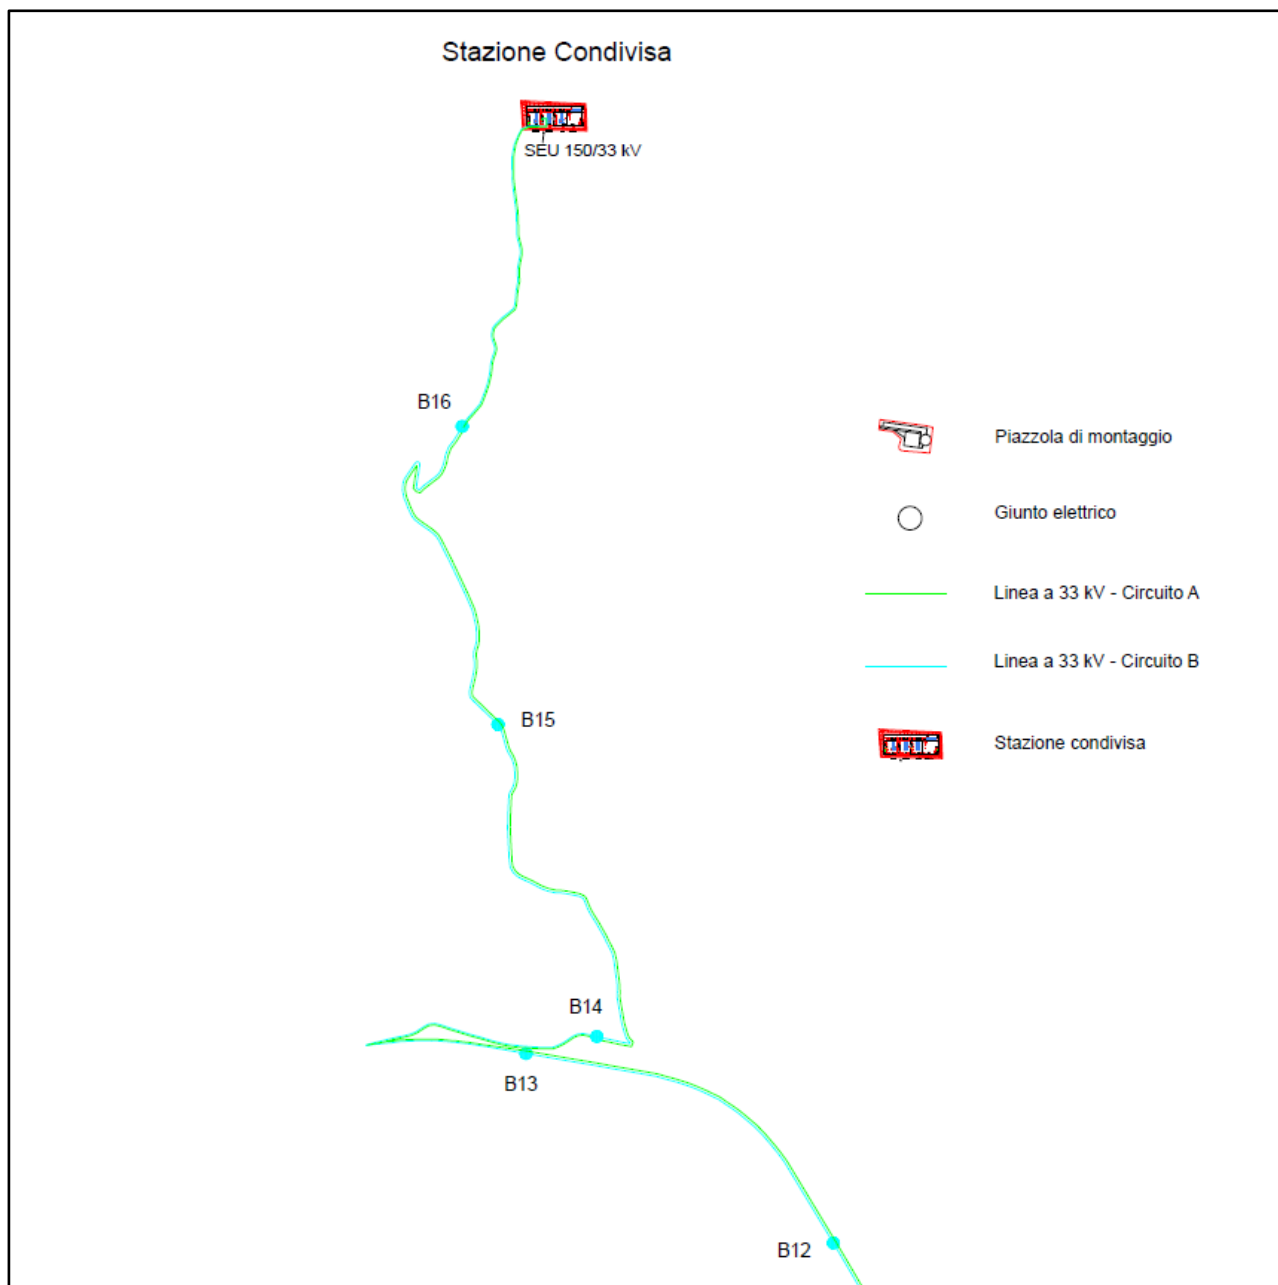 Stazione Condivisa
SEU 150/33 kV
B16
Piazzola di montaggio
Giunto elettrico
Linea a 33 kV - Circuito A
Linea a 33 kV - Circuito B
B15
Stazione condivisa
B14
B13
B12